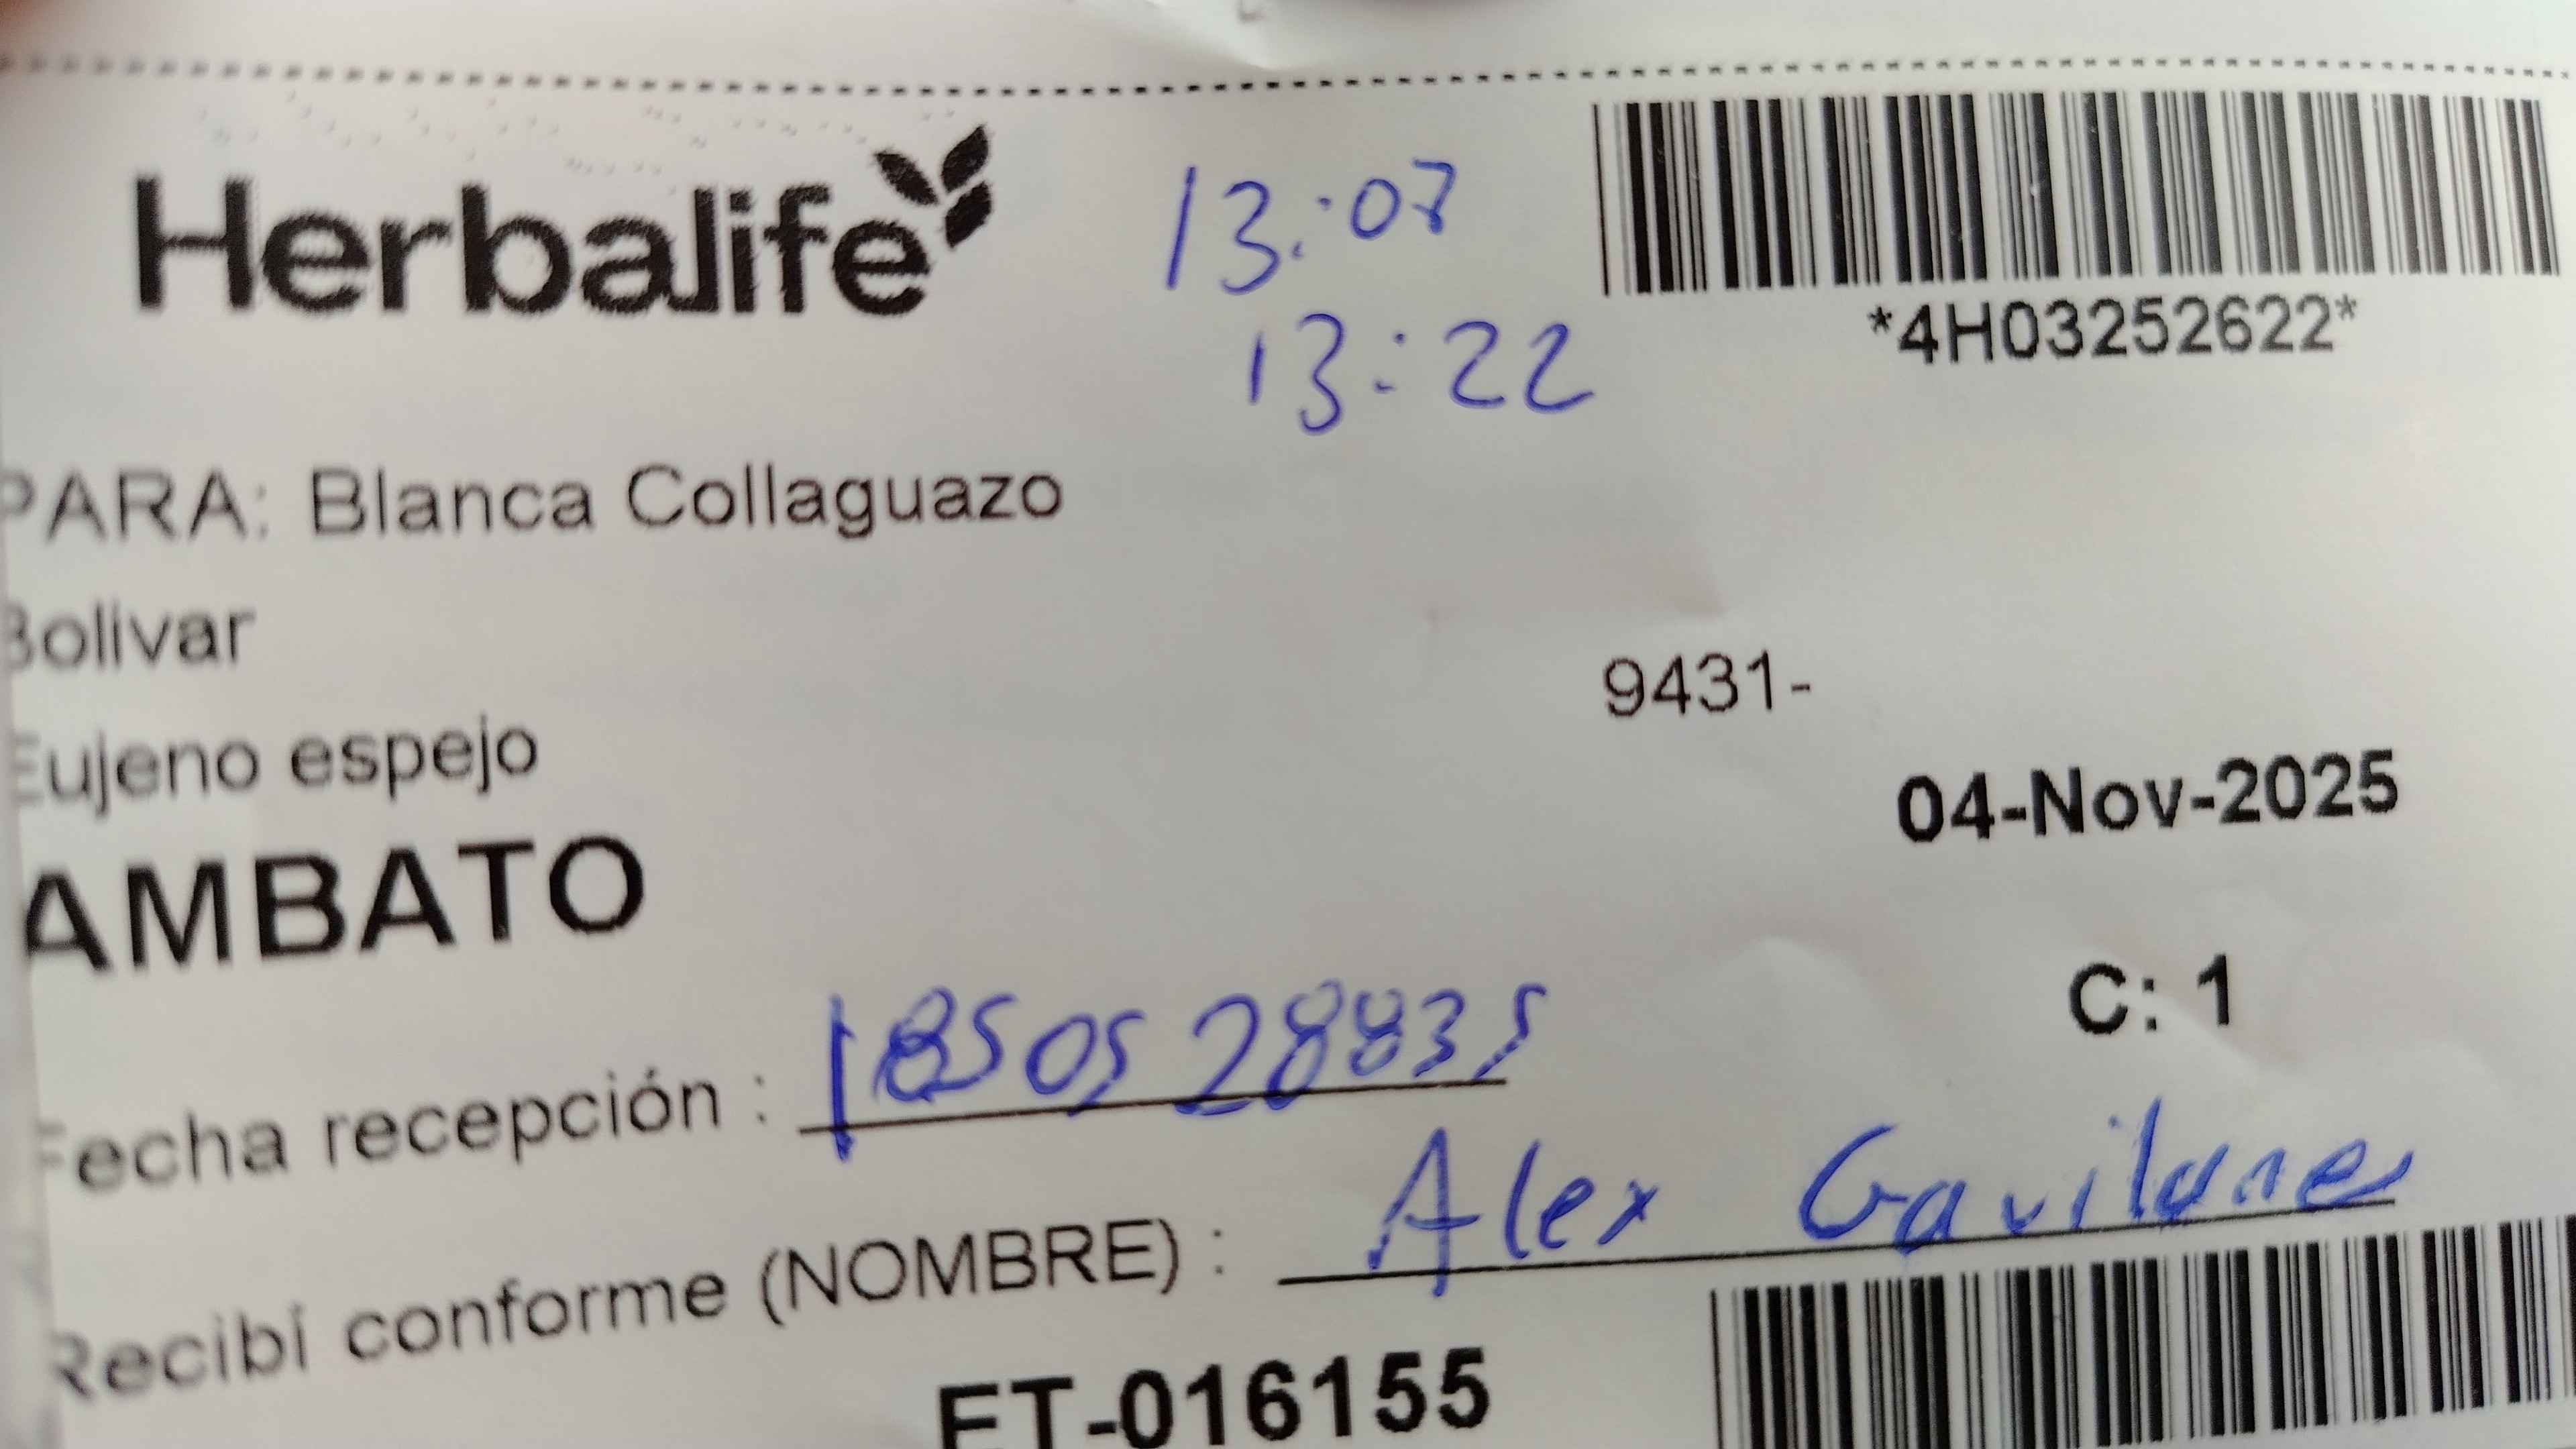 Herbalife
13:07
13:22
*4H03252622*
PARA: Blanca Collaguazo
Bolivar
9431-
Eujeno espejo
04-Nov-2025
AMBATO
C: 1
Fecha recepción : 1850528835
Recibí conforme (NOMBRE) : Alex Gavilanes
ET-016155